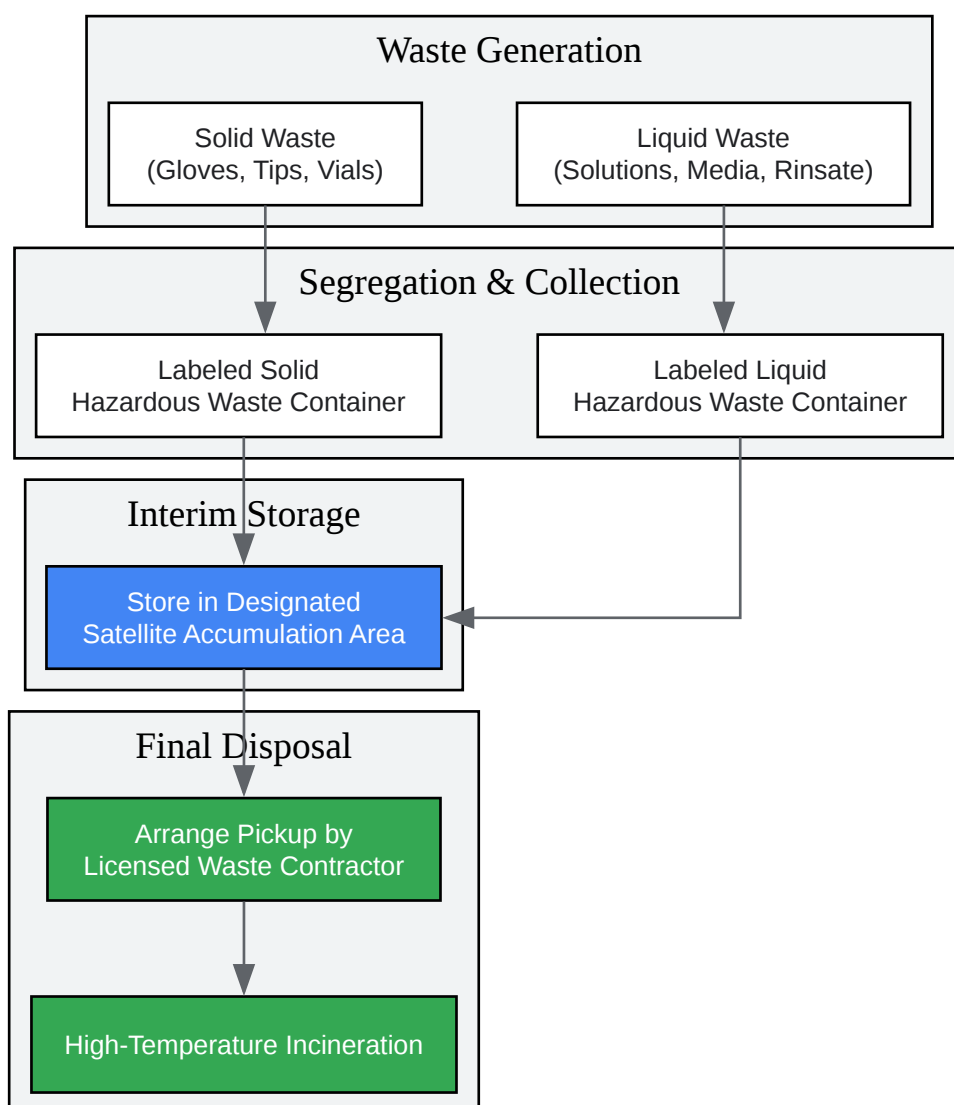 Waste Generation
Solid Waste
(Gloves, Tips, Vials)
Liquid Waste
(Solutions, Media, Rinsate)
Segregation & Collection
Labeled Solid
Hazardous Waste Container
Labeled Liquid
Hazardous Waste Container
Interim Storage
Store in Designated
Satellite Accumulation Area
Final Disposal
Arrange Pickup by
Licensed Waste Contractor
High-Temperature Incineration